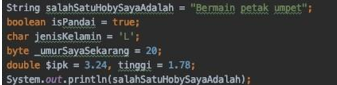 String salahSatuHobySayaAdalah = "Bermain petak umpet";
boolean isPandai = true;
char jenisKelamin = 'L';
byte _umurSayaSekarang = 20;
double $ipk = 3.24, tinggi = 1.78;
System.out.println(salahSatuHobySayaAdalah);